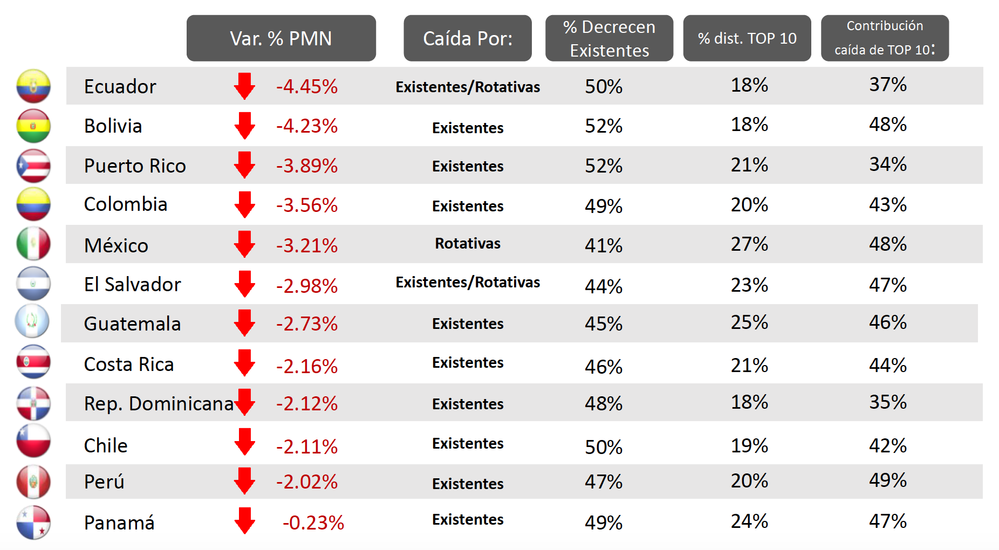 Var. % PMN
Caída Por:
% Decrecen
Existentes
% dist. TOP 10
Contribución
caída de TOP 10:
Ecuador -4.45% Existentes/Rotativas 50% 18% 37%
Bolivia -4.23% Existentes 52% 18% 48%
Puerto Rico -3.89% Existentes 52% 21% 34%
Colombia -3.56% Existentes 49% 20% 43%
México -3.21% Rotativas 41% 27% 48%
El Salvador -2.98% Existentes/Rotativas 44% 23% 47%
Guatemala -2.73% Existentes 45% 25% 46%
Costa Rica -2.16% Existentes 46% 21% 44%
Rep. Dominicana -2.12% Existentes 48% 18% 35%
Chile -2.11% Existentes 50% 19% 42%
Perú -2.02% Existentes 47% 20% 49%
Panamá -0.23% Existentes 49% 24% 47%